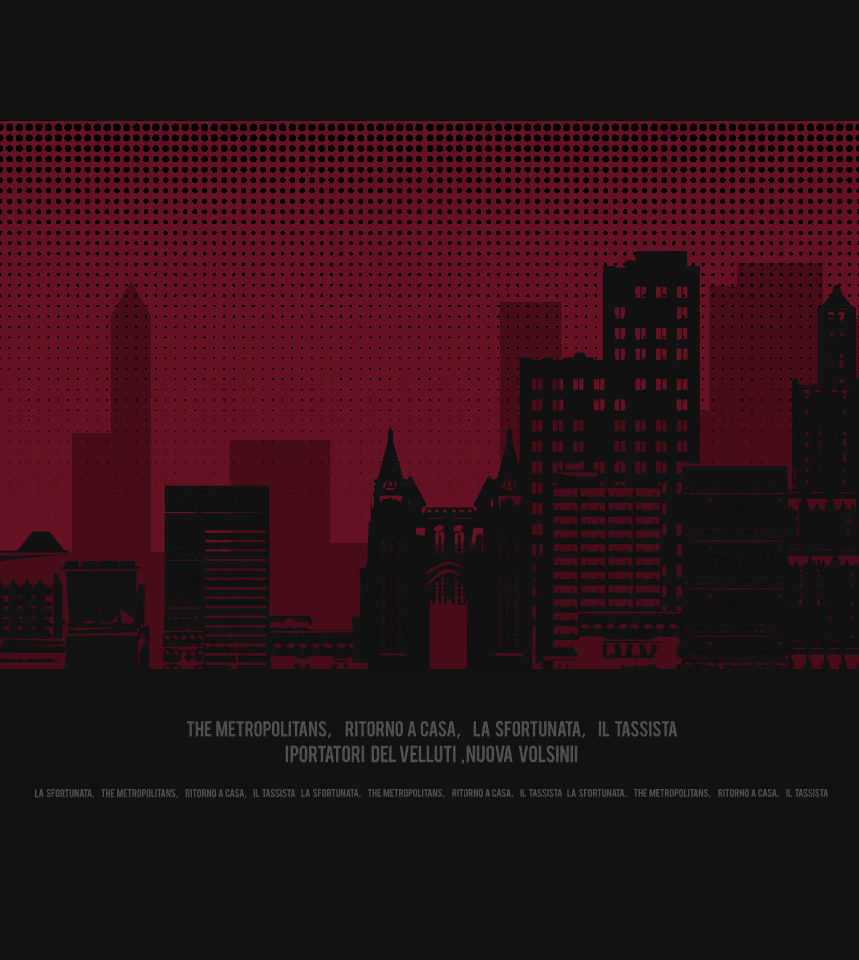 THE METROPOLITANS, RITORNO A CASA, LA SFORTUNATA, IL TASSISTA
IPORTATORI DEL VELLUTI ,NUOVA VOLSINII
LA SFORTUNATA, THE METROPOLITANS, RITORNO A CASA, IL TASSISTA LA SFORTUNATA, THE METROPOLITANS, RITORNO A CASA, IL TASSISTA LA SFORTUNATA, THE METROPOLITANS, RITORNO A CASA, IL TASSISTA